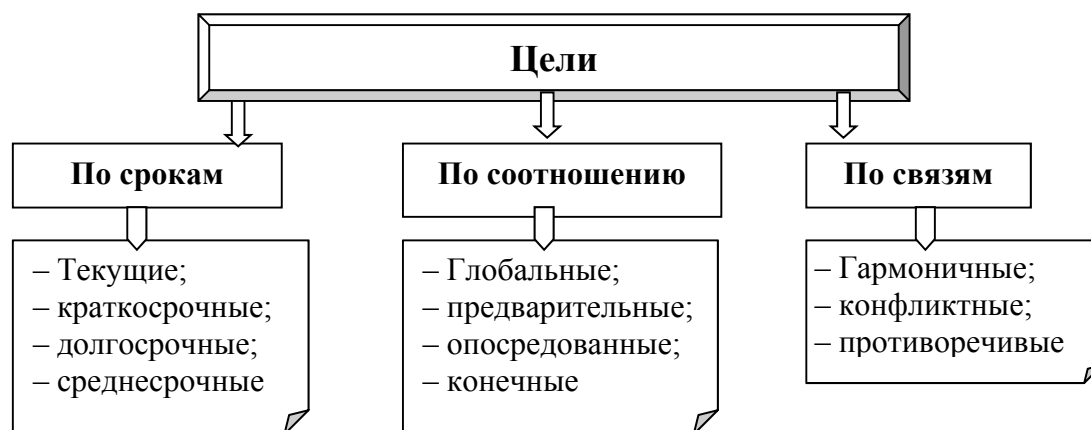 Цели
По срокам
По соотношению
По связям
– Текущие;
– краткосрочные;
– долгосрочные;
– среднесрочные
– Глобальные;
– предварительные;
– опосредованные;
– конечные
– Гармоничные;
– конфликтные;
– противоречивые